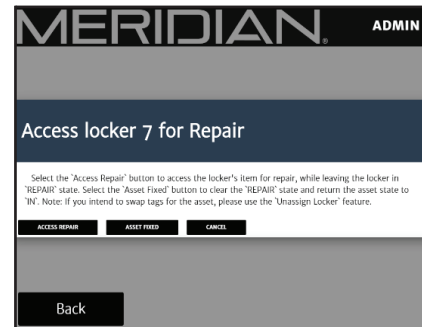 MERIDIAN® ADMIN
Access locker 7 for Repair
Select the `Access Repair` button to access the locker's item for repair, while leaving the locker in
`REPAIR` state. Select the `Asset Fixed` button to clear the `REPAIR` state and return the asset state to
`IN`. Note: If you intend to swap tags for the asset, please use the `Unassign Locker` feature.
ACCESS REPAIR ASSET FIXED CANCEL
Back